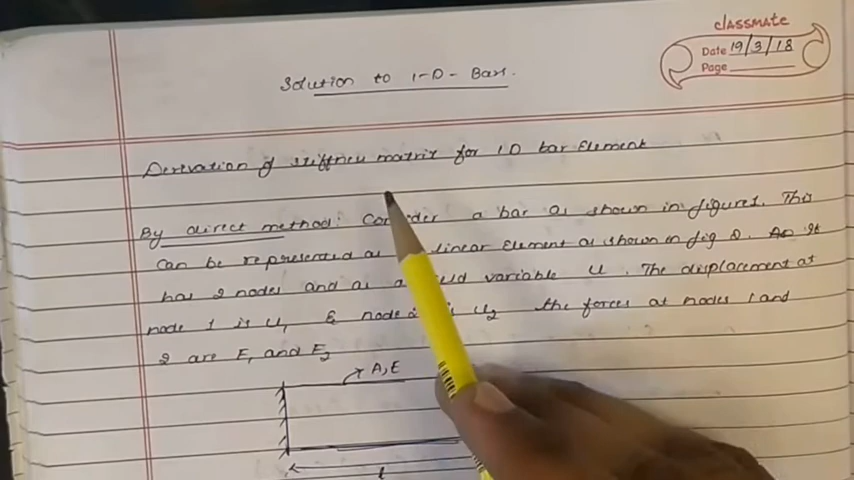 classmate
Date 19/3/18
Page
Solution to 1-D-Bars.
Derivation of stiffness matrix for 1D bar Element
By direct method: Consider a bar as shown in figure 1. This
can be represented as linear Element as shown in fig 2. As It
has 2 nodes and as a variable u. The displacement at
node 1 is u1 & node is u2 the forces at nodes 1 and
2 are F1 and F2
A,E
l